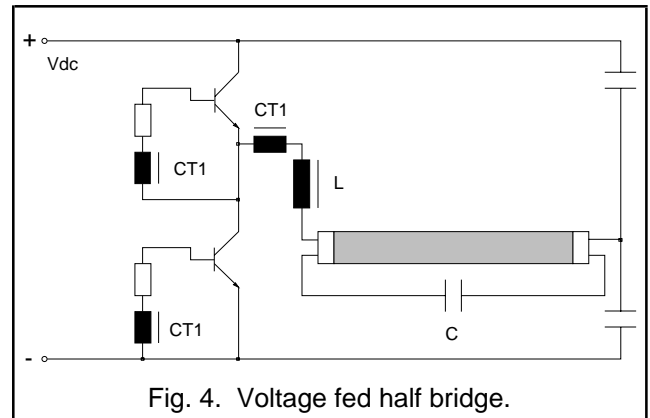 +
Vdc
CT1
CT1
L
CT1
C
-
Fig. 4. Voltage fed half bridge.